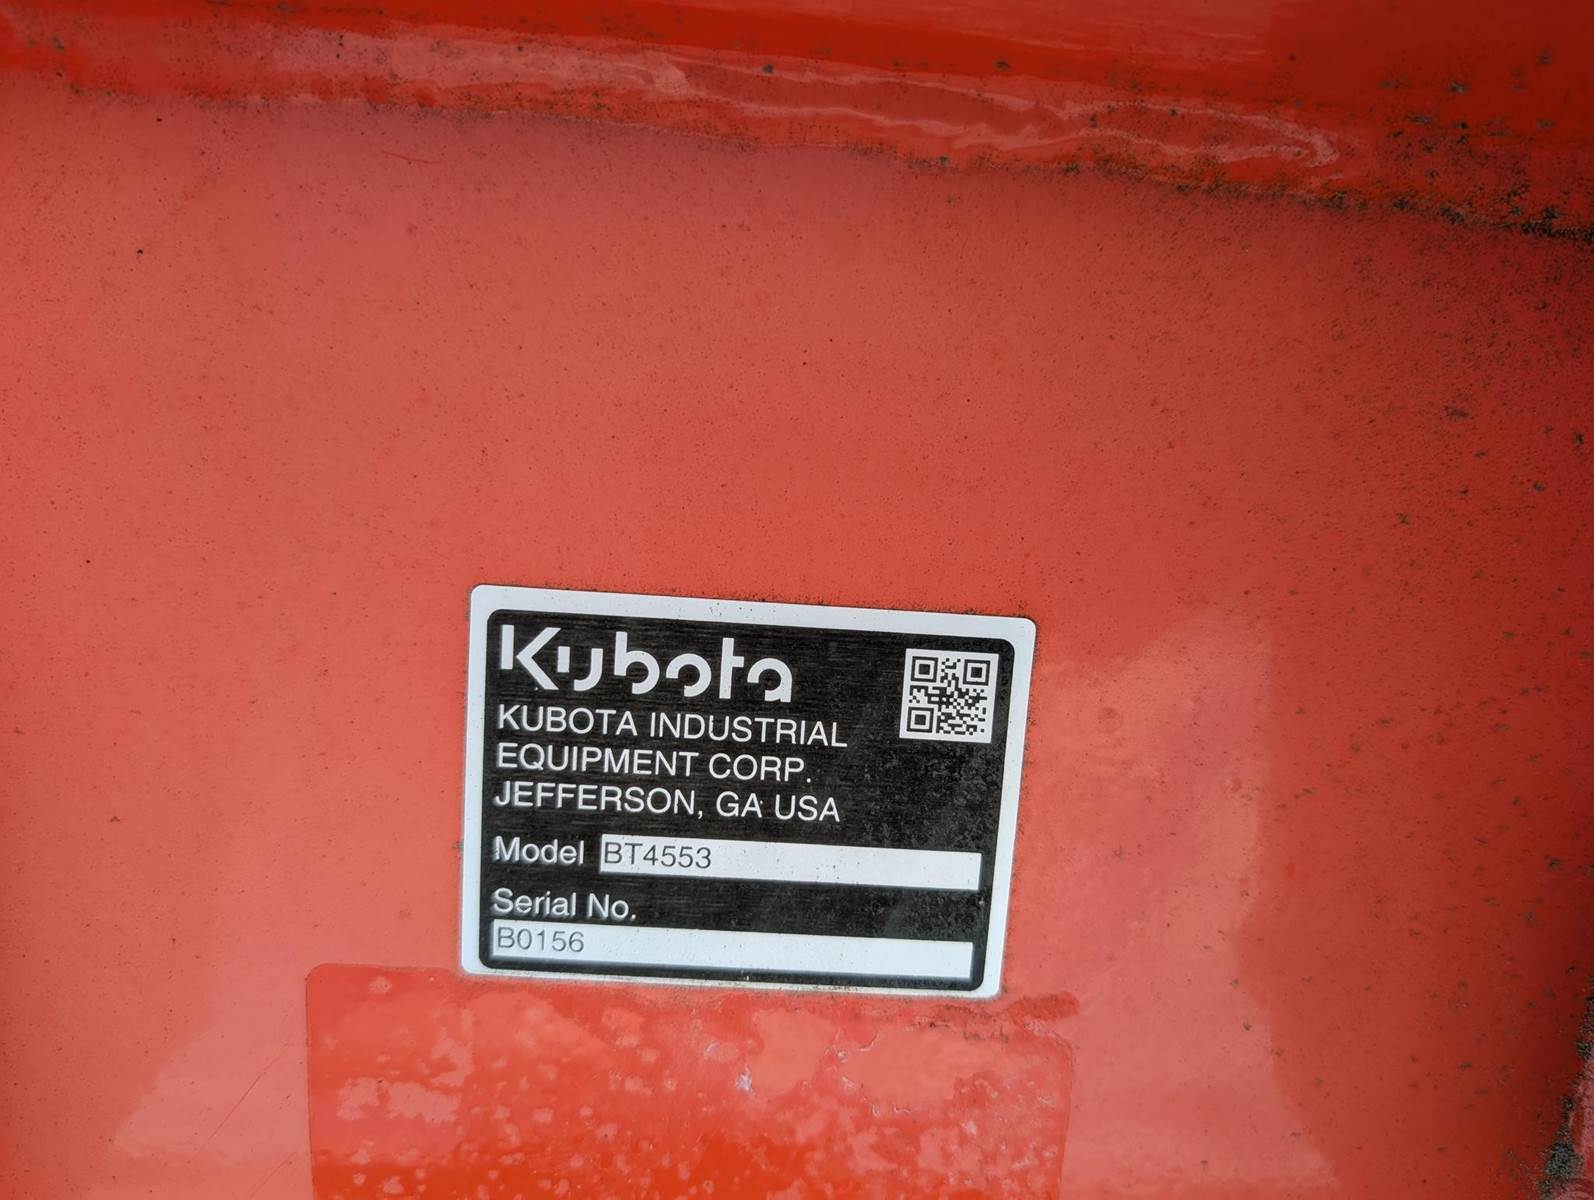 Kubota
KUBOTA INDUSTRIAL
EQUIPMENT CORP.
JEFFERSON, GA USA
Model BT4553
Serial No.
B0156